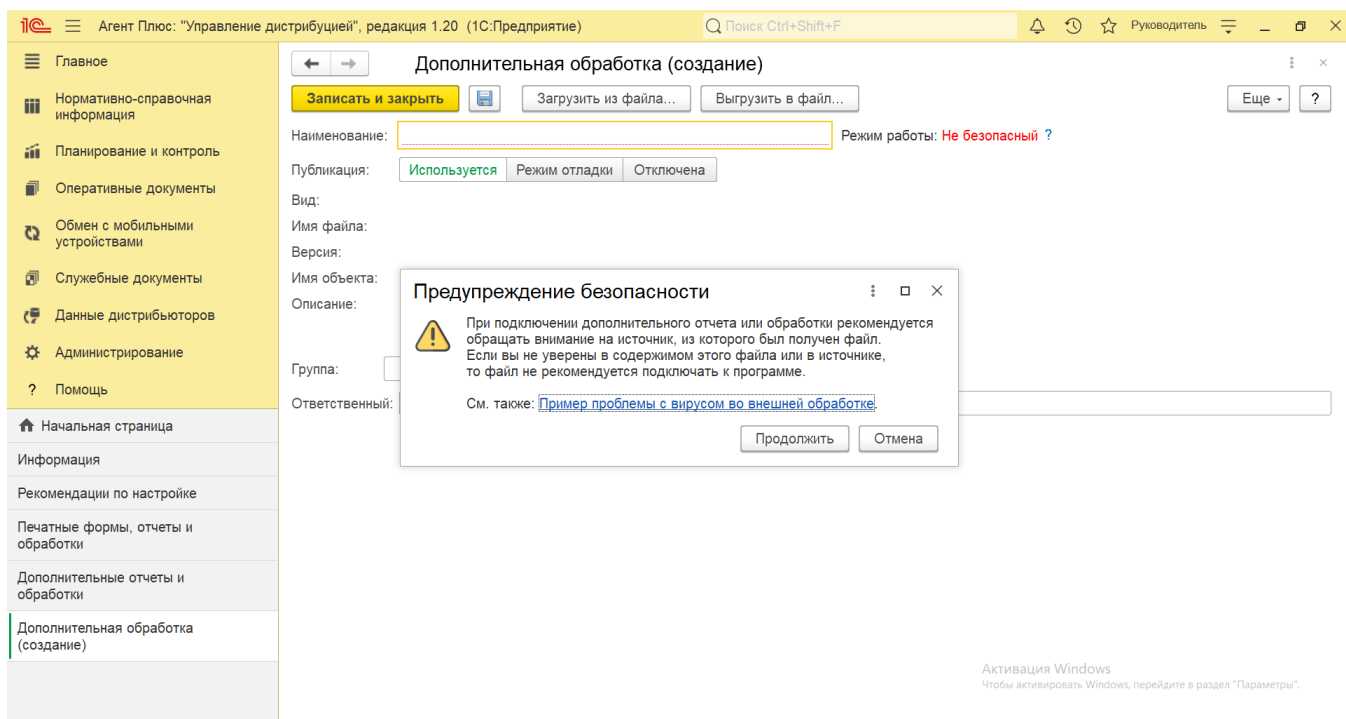 1С Агент Плюс: "Управление дистрибуцией", редакция 1.20 (1С:Предприятие) Поиск Ctrl+Shift+F Руководитель
Главное
Нормативно-справочная
информация
Планирование и контроль
Оперативные документы
Обмен с мобильными
устройствами
Служебные документы
Данные дистрибьюторов
Администрирование
? Помощь
Начальная страница
Информация
Рекомендации по настройке
Печатные формы, отчеты и
обработки
Дополнительные отчеты и
обработки
Дополнительная обработка
(создание)
Дополнительная обработка (создание)
Записать и закрыть Загрузить из файла... Выгрузить в файл... Еще ?
Наименование: Режим работы: Не безопасный ?
Публикация: Используется Режим отладки Отключена
Вид:
Имя файла:
Версия:
Имя объекта:
Описание:
Группа:
Ответственный:
Предупреждение безопасности
При подключении дополнительного отчета или обработки рекомендуется
обращать внимание на источник, из которого был получен файл.
Если вы не уверены в содержимом этого файла или в источнике,
то файл не рекомендуется подключать к программе.
См. также: Пример проблемы с вирусом во внешней обработке.
Продолжить Отмена
Активация Windows
Чтобы активировать Windows, перейдите в раздел "Параметры".